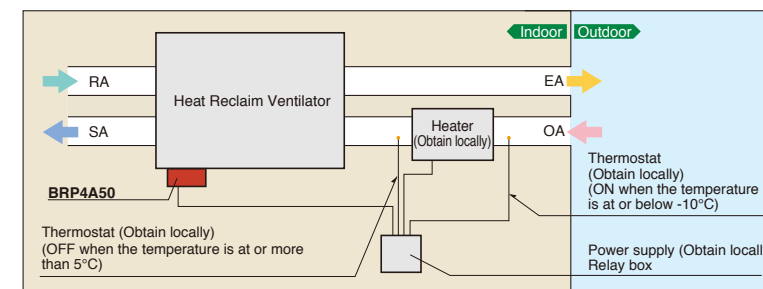 Indoor Outdoor
RA
EA
Heat Reclaim Ventilator
SA
Heater
(Obtain locally)
OA
Thermostat
(Obtain locally)
(ON when the temperature
is at or below -10°C)
BRP4A50
Thermostat (Obtain locally)
(OFF when the temperature is at or more
than 5°C)
Power supply (Obtain locall
Relay box